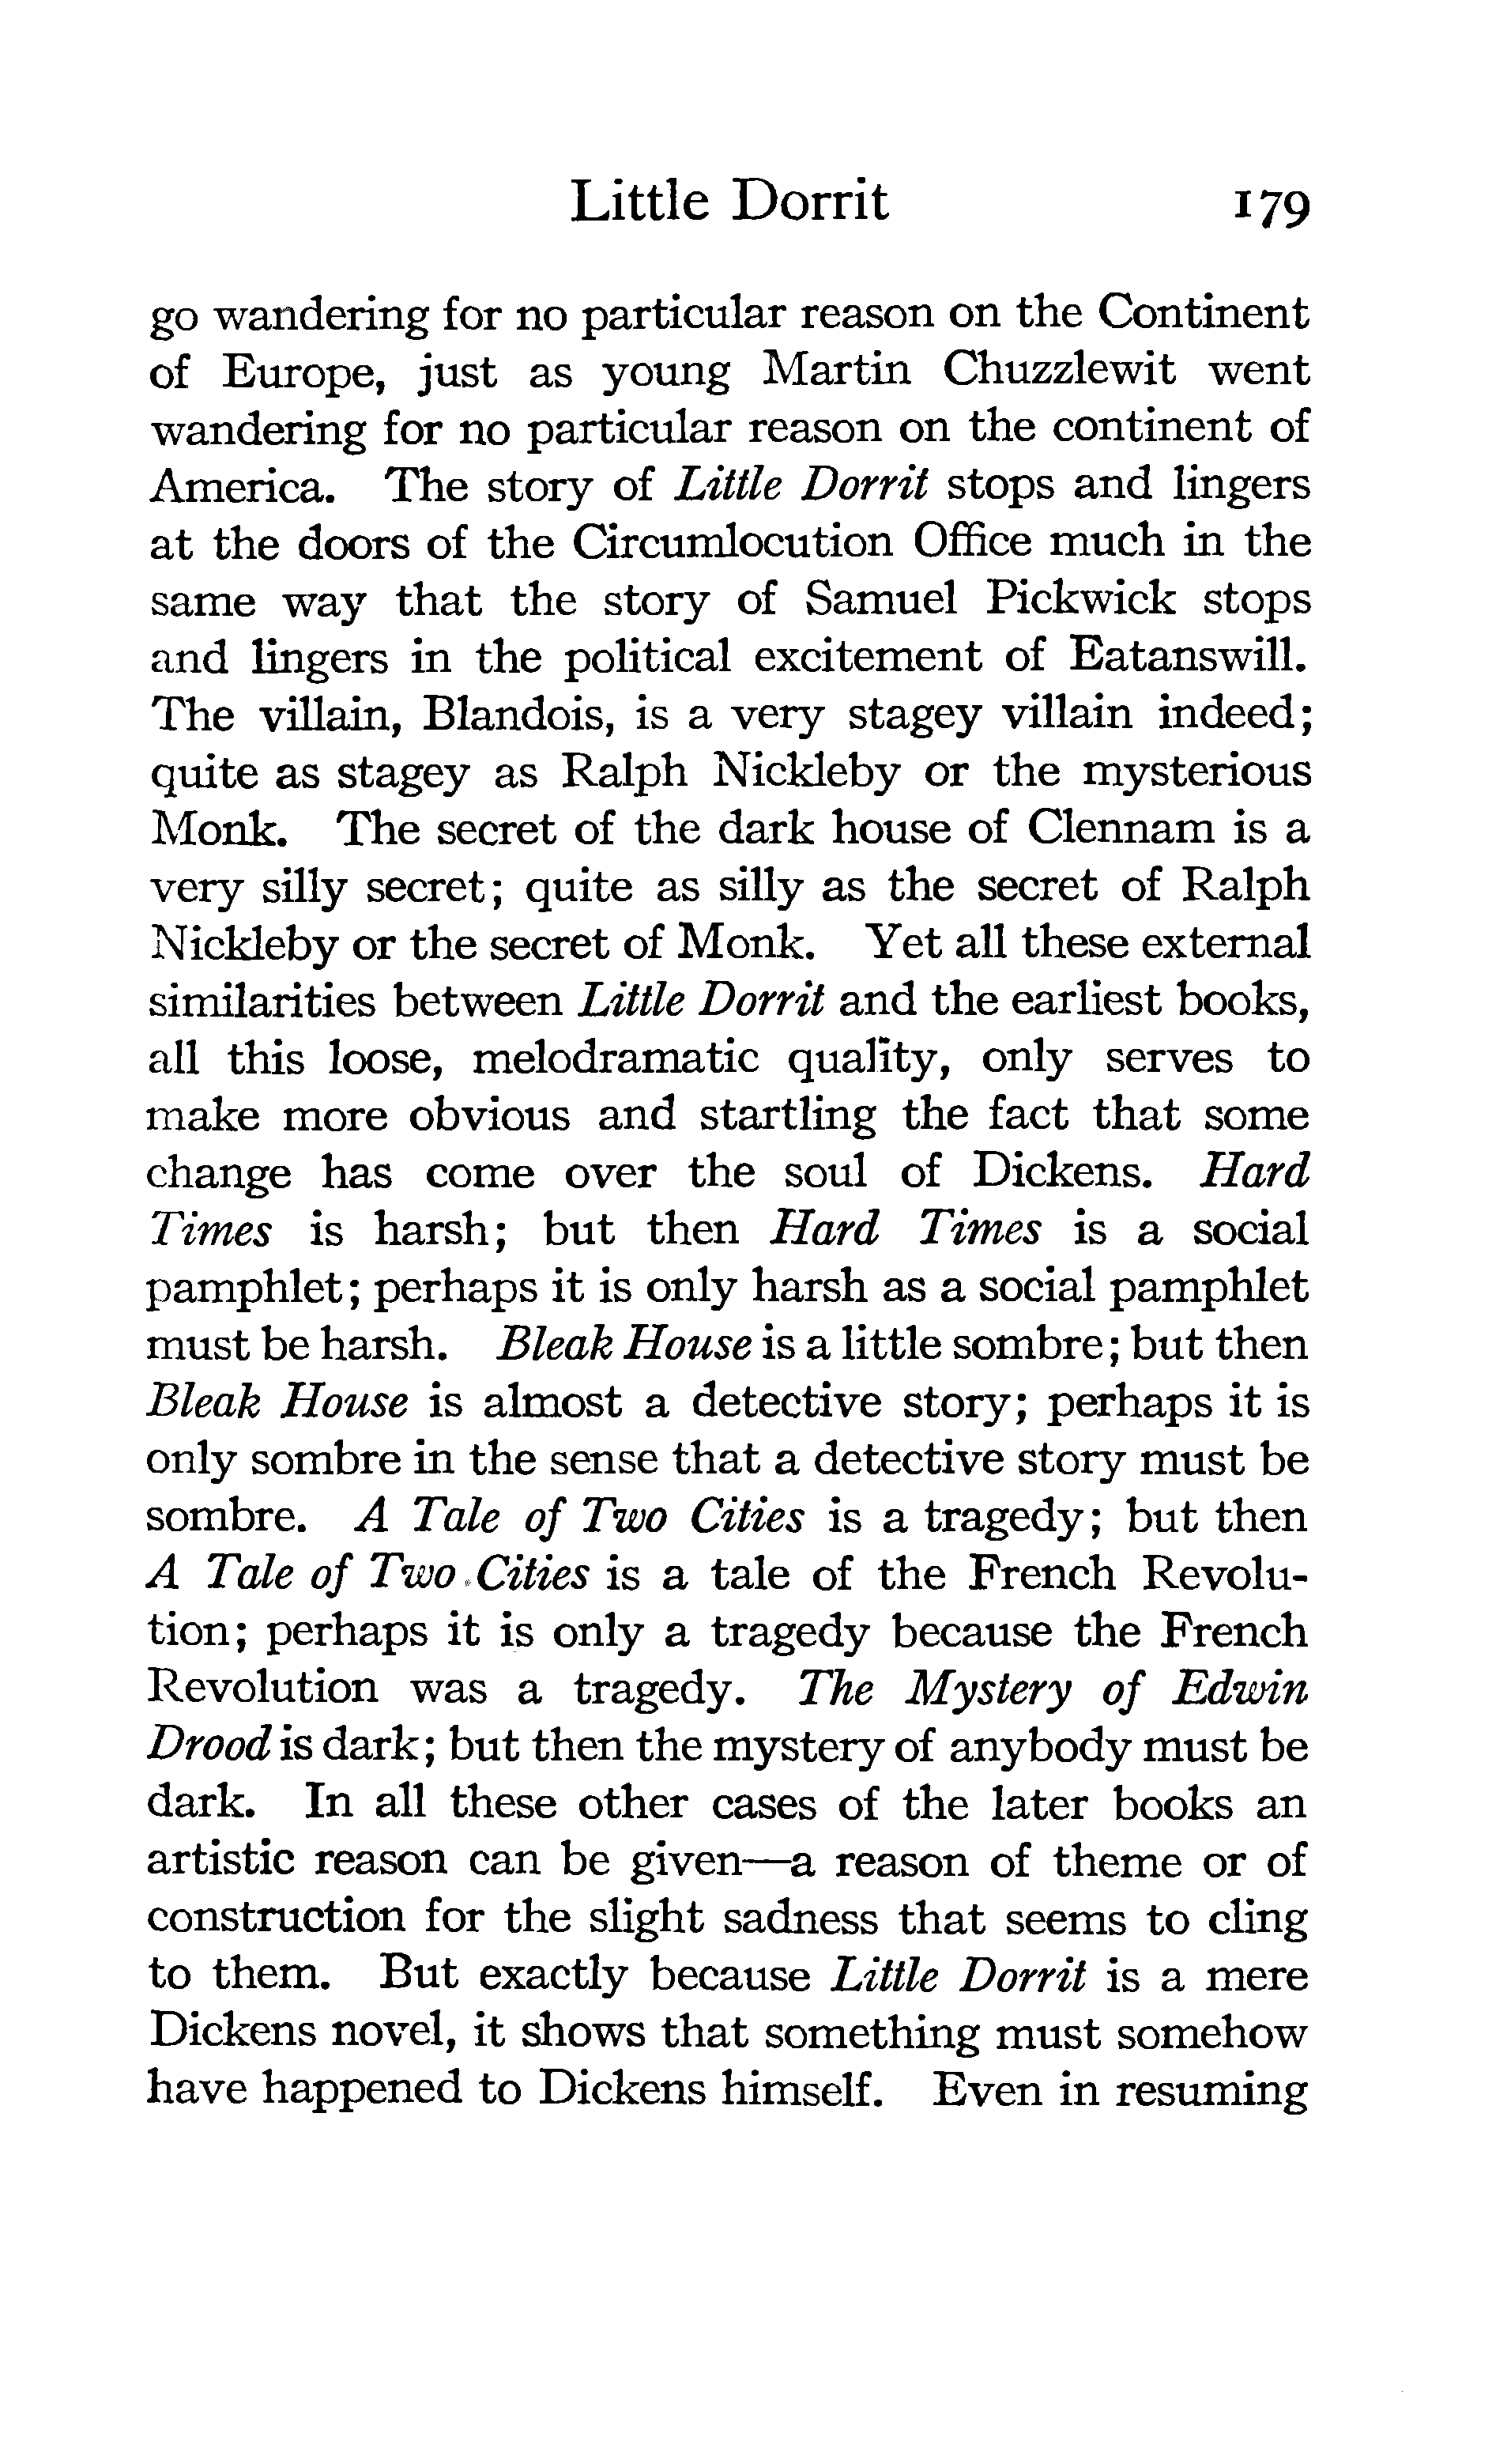 Little Dorrit 179
go wandering for no particular reason on the Continent
of Europe, just as young Martin Chuzzlewit went
wandering for no particular reason on the continent of
America. The story of Little Dorrit stops and lingers
at the doors of the Circumlocution Office much in the
same way that the story of Samuel Pickwick stops
and lingers in the political excitement of Eatanswill.
The villain, Blandois, is a very stagey villain indeed;
quite as stagey as Ralph Nickleby or the mysterious
Monk. The secret of the dark house of Clennam is a
very silly secret; quite as silly as the secret of Ralph
Nickleby or the secret of Monk. Yet all these external
similarities between Little Dorrit and the earliest books,
all this loose, melodramatic quality, only serves to
make more obvious and startling the fact that some
change has come over the soul of Dickens. Hard
Times is harsh; but then Hard Times is a social
pamphlet; perhaps it is only harsh as a social pamphlet
must be harsh. Bleak House is a little sombre; but then
Bleak House is almost a detective story; perhaps it is
only sombre in the sense that a detective story must be
sombre. A Tale of Two Cities is a tragedy; but then
A Tale of Two Cities is a tale of the French Revolu-
tion; perhaps it is only a tragedy because the French
Revolution was a tragedy. The Mystery of Edwin
Drood is dark; but then the mystery of anybody must be
dark. In all these other cases of the later books an
artistic reason can be given—a reason of theme or of
construction for the slight sadness that seems to cling
to them. But exactly because Little Dorrit is a mere
Dickens novel, it shows that something must somehow
have happened to Dickens himself. Even in resuming